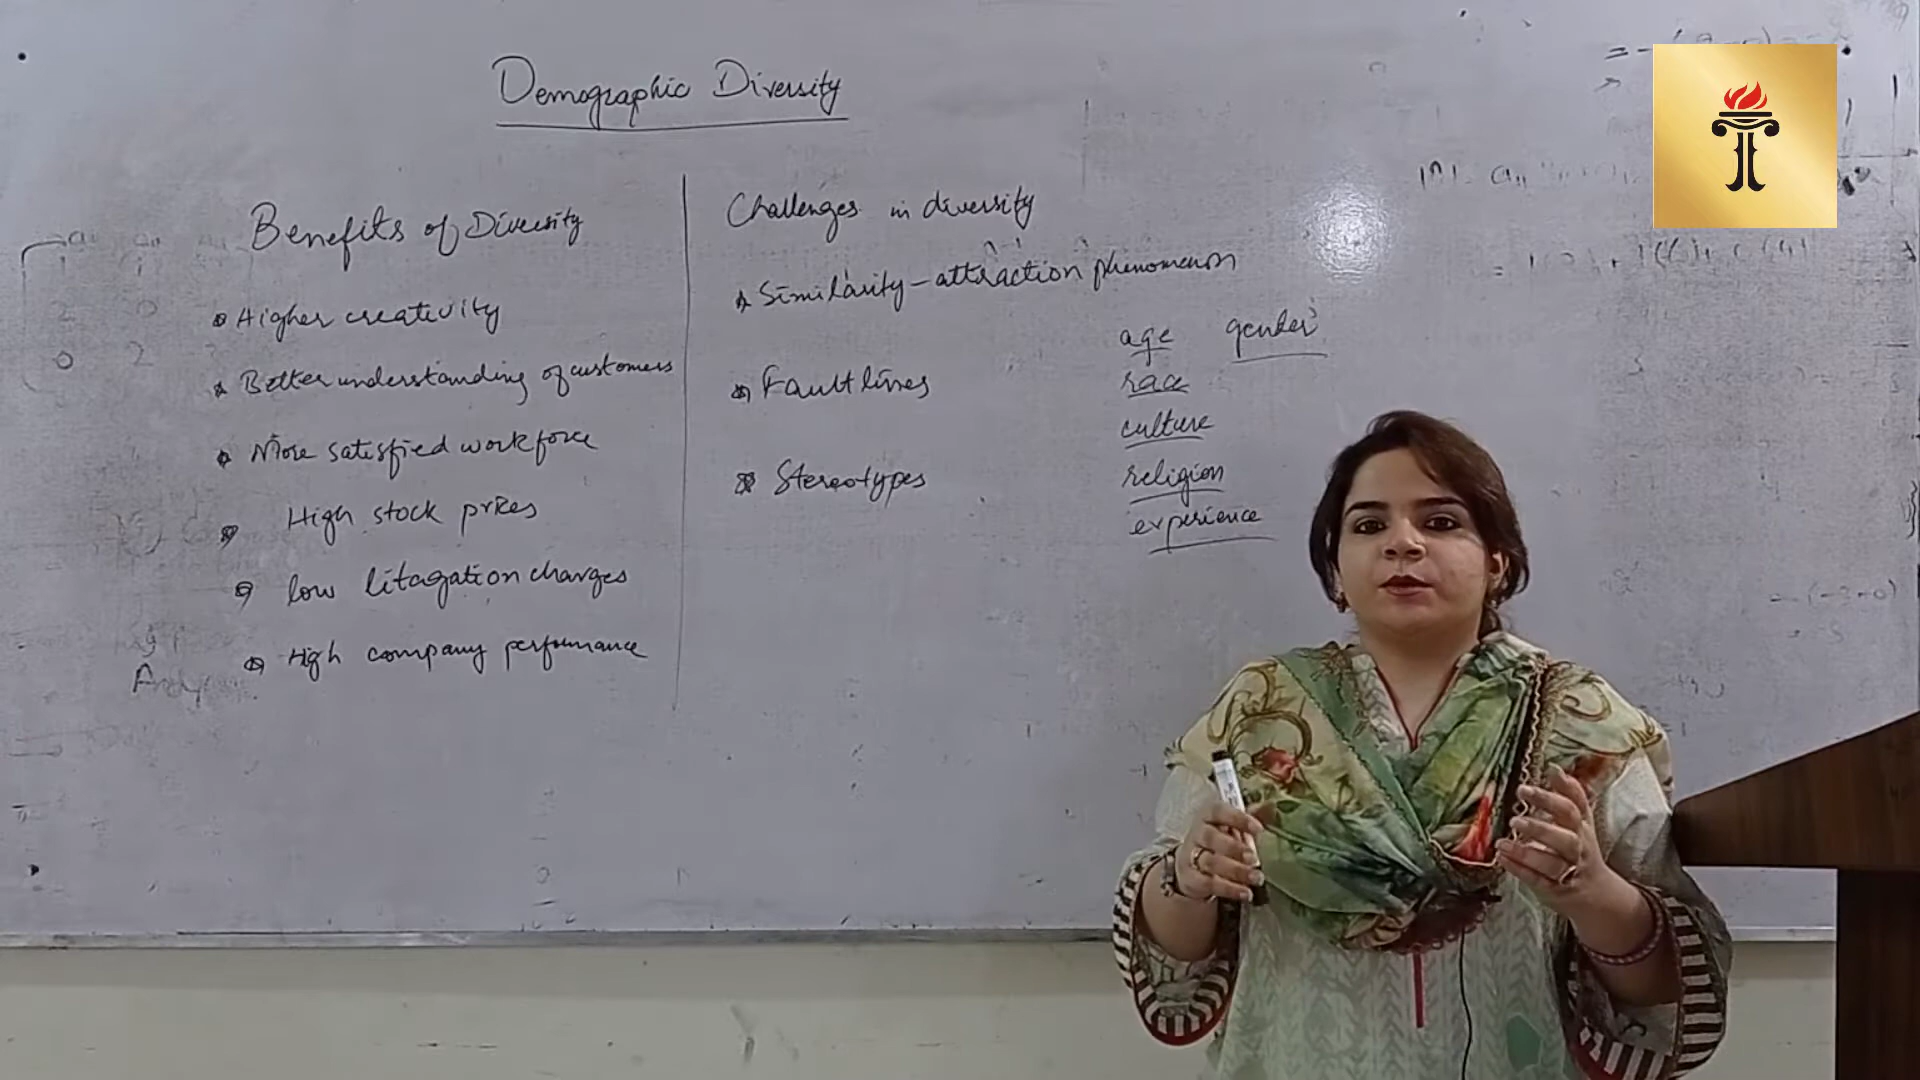 Demographic Diversity
Benefits of Diversity
Higher creativity
Better understanding of customers
More satisfied workforce
High stock prices
low litagation charges
High company performance
Challenges in diversity
Similarity-attraction phenomenon
Fault lines
Stereotypes
age gender
race
culture
religion
experience